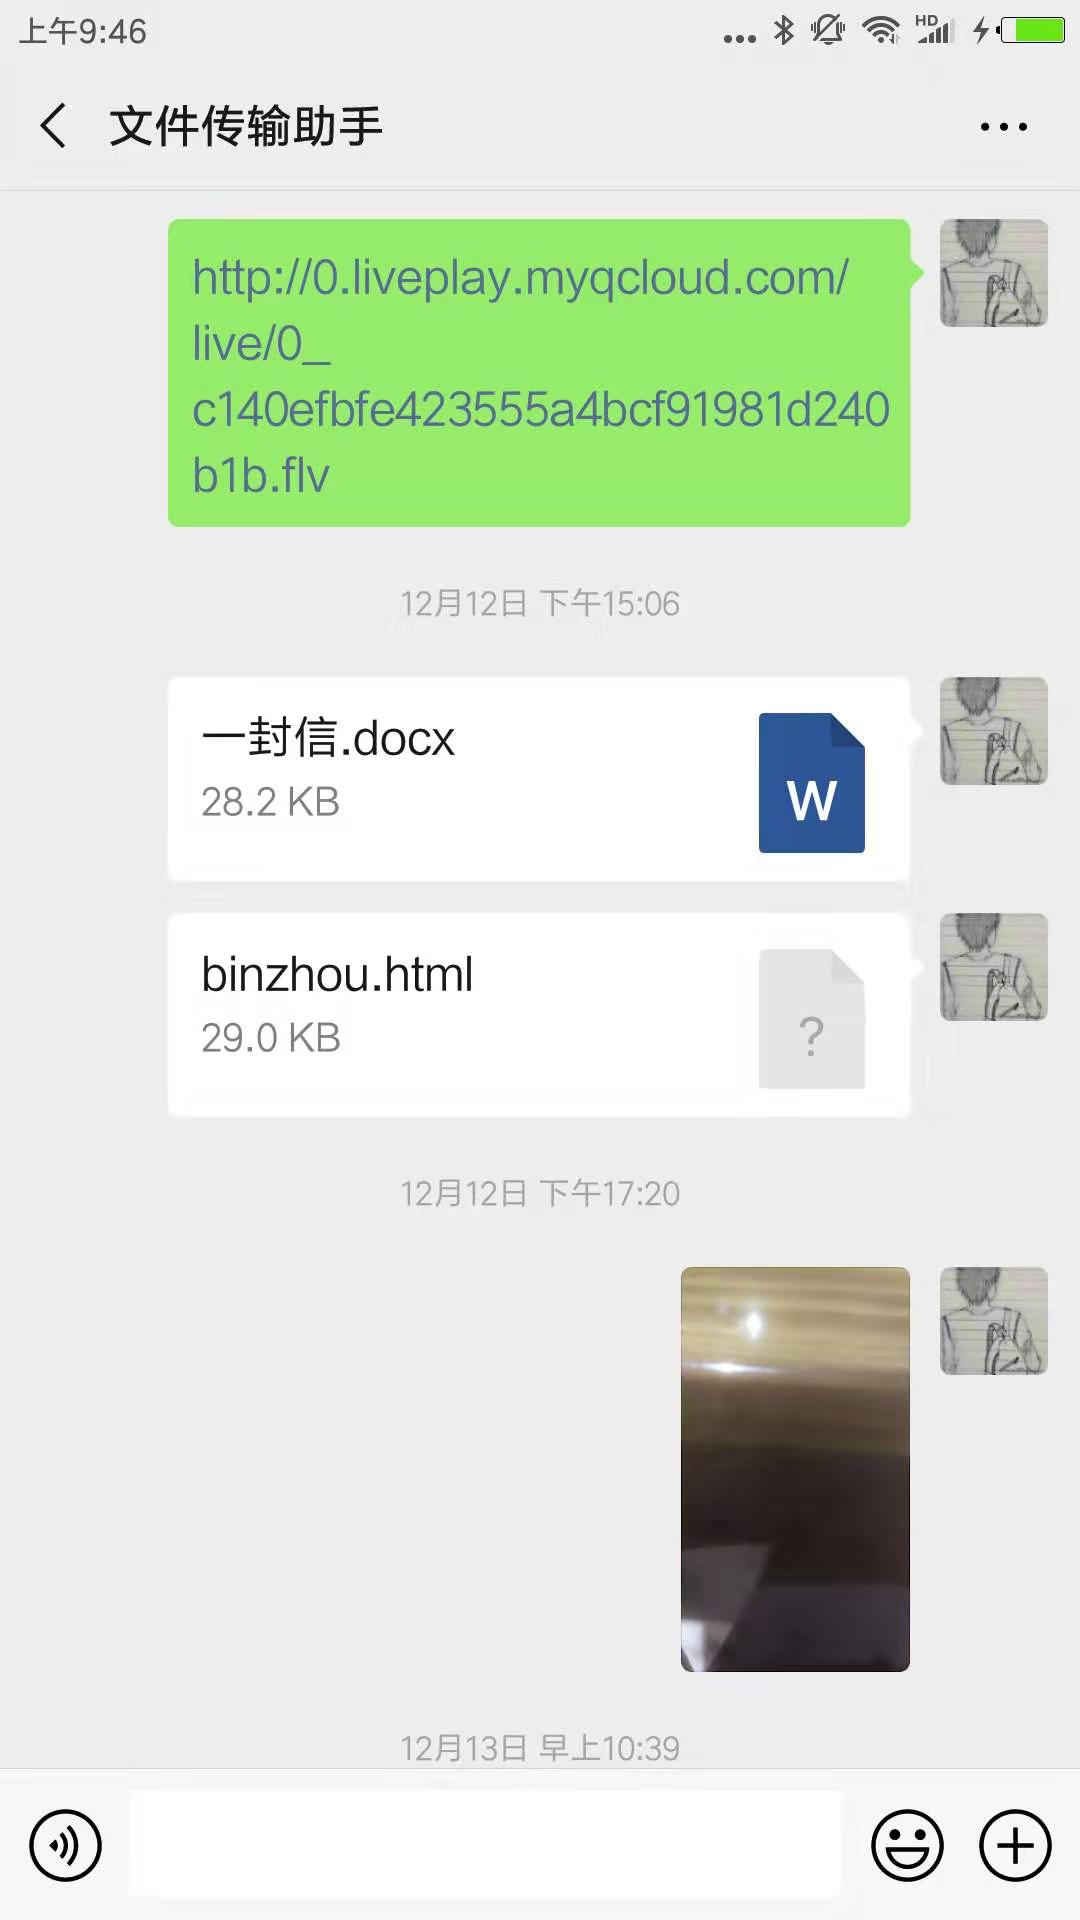 上午9:46
HD
文件传输助手
http://0.liveplay.myqcloud.com/
live/0_
c140efbfe423555a4bcf91981d240
b1b.flv
12月12日 下午15:06
一封信.docx
28.2 KB
W
binzhou.html
29.0 KB
?
12月12日 下午17:20
12月13日 早上10:39